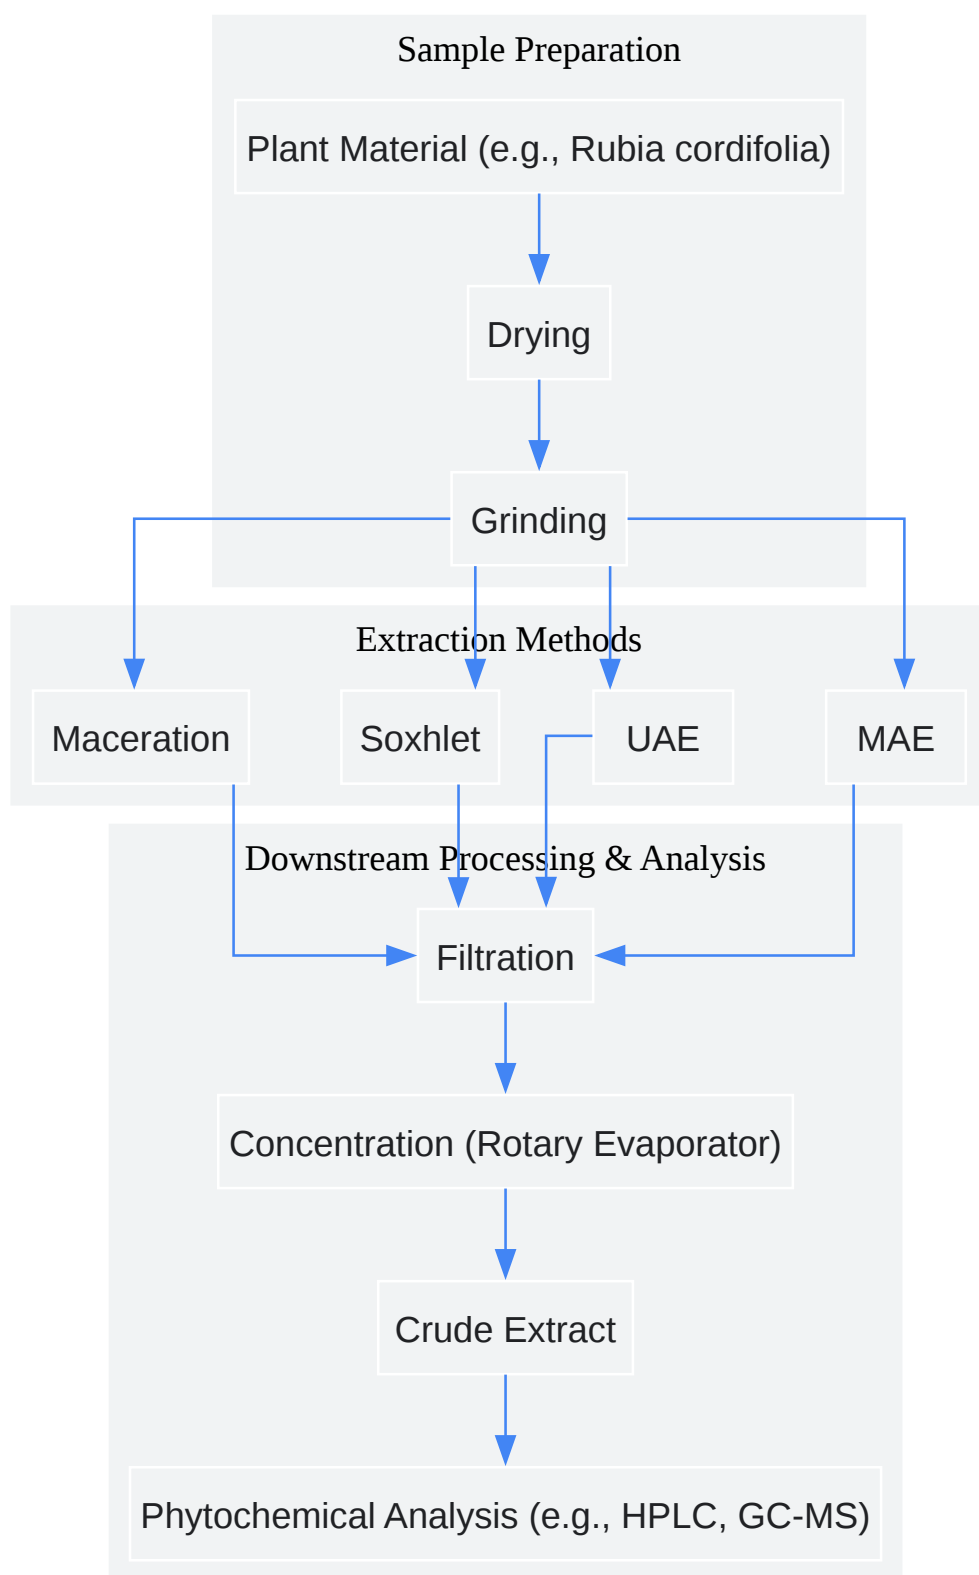 Sample Preparation
Plant Material (e.g., Rubia cordifolia)
Drying
Grinding
Extraction Methods
Maceration
Soxhlet
UAE
MAE
Downstream Processing & Analysis
Filtration
Concentration (Rotary Evaporator)
Crude Extract
Phytochemical Analysis (e.g., HPLC, GC-MS)